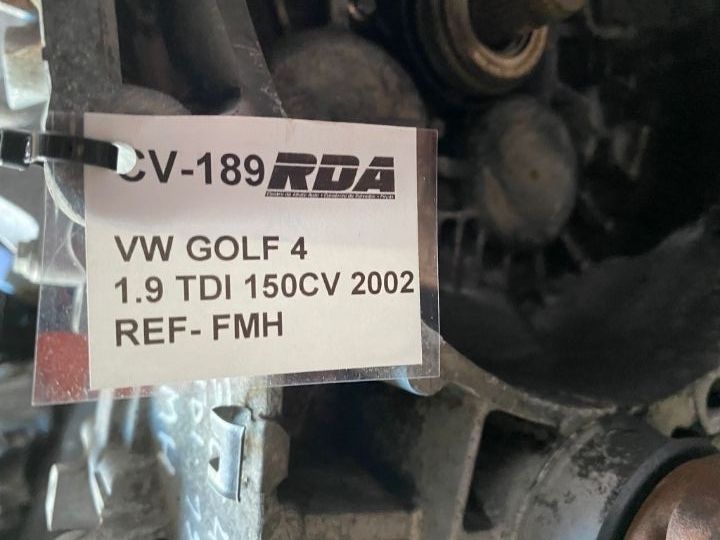 CV-189 RDA
VW GOLF 4
1.9 TDI 150CV 2002
REF- FMH